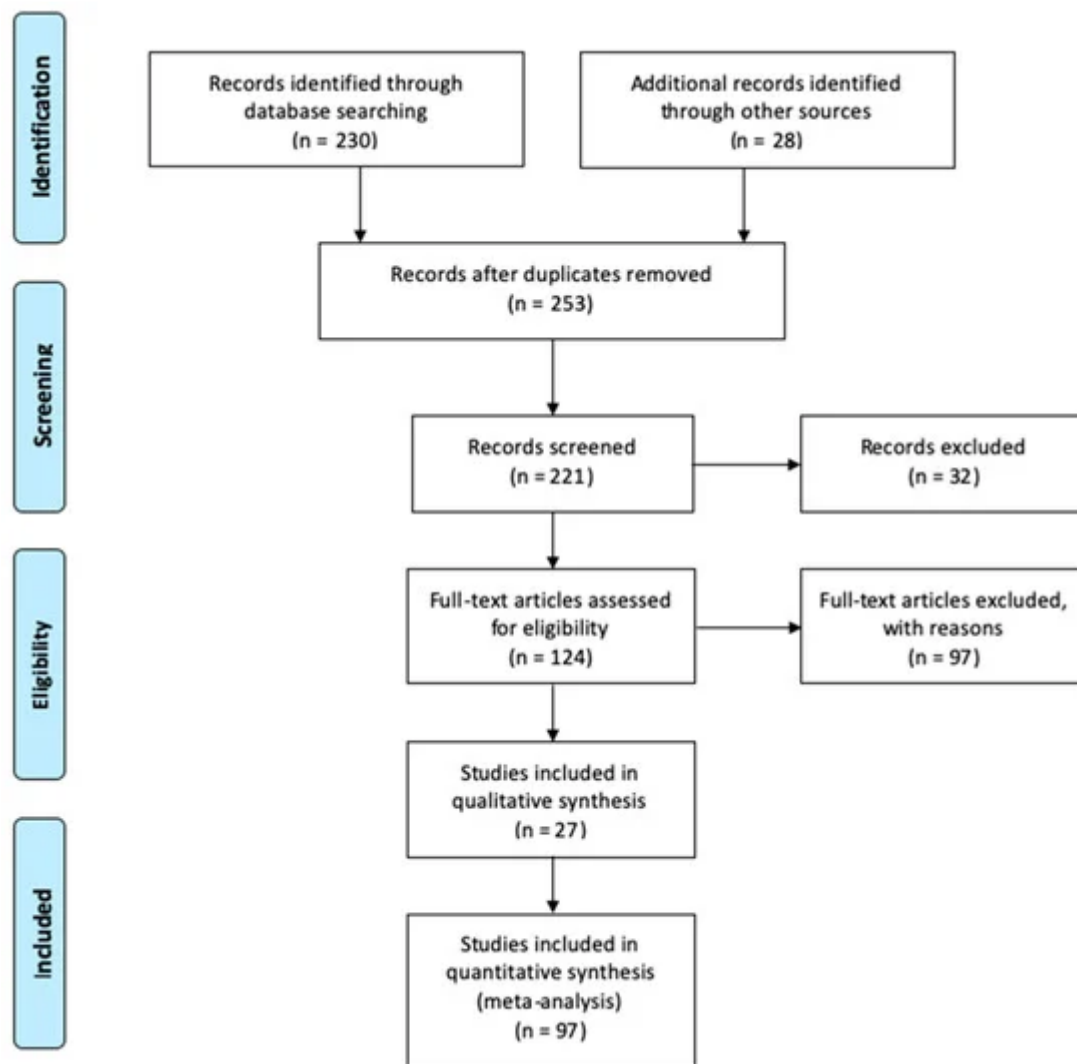 Identification
Records identified through
database searching
(n = 230)
Additional records identified
through other sources
(n = 28)
Records after duplicates removed
(n = 253)
Screening
Records screened
(n = 221)
Records excluded
(n = 32)
Eligibility
Full-text articles assessed
for eligibility
(n = 124)
Full-text articles excluded,
with reasons
(n = 97)
Studies included in
qualitative synthesis
(n = 27)
Included
Studies included in
quantitative synthesis
(meta-analysis)
(n = 97)